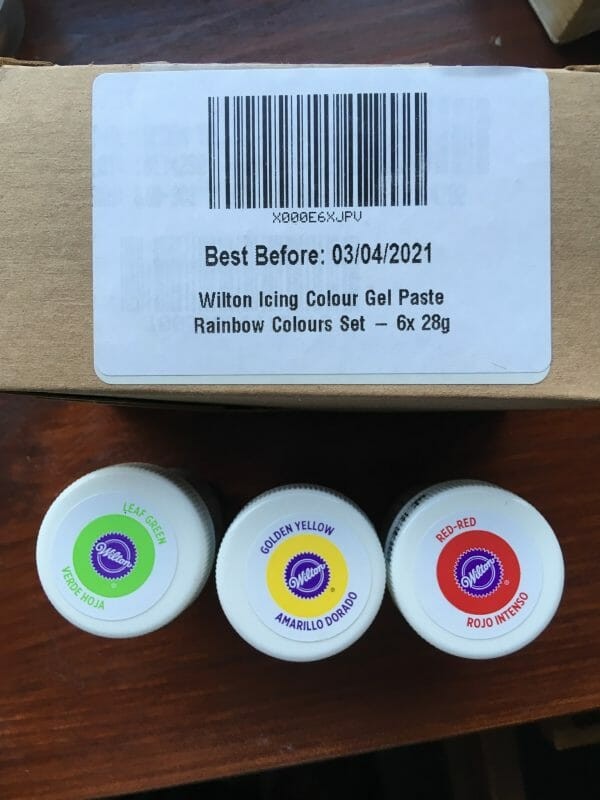 X000E6XJPV
Best Before: 03/04/2021
Wilton Icing Colour Gel Paste
Rainbow Colours Set – 6x 28g
LEAF GREEN
Wilton®
VERDE HOJA
GOLDEN YELLOW
Wilton®
AMARILLO DORADO
RED-RED
Wilton®
ROJO INTENSO